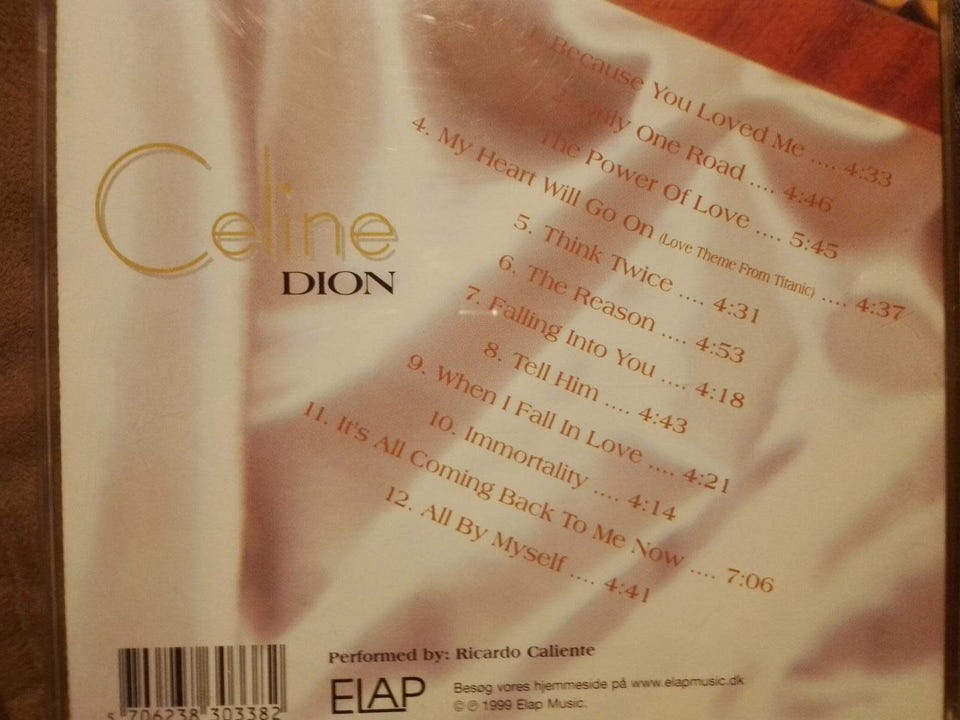 Celine
DION
1. Because You Loved Me .... 4:33
2. Only One Road .... 4:46
The Power Of Love .... 5:45
4. My Heart Will Go On (Love Theme From Titanic) .... 4:37
5. Think Twice .... 4:31
6. The Reason .... 4:53
7. Falling Into You .... 4:18
8. Tell Him .... 4:43
9. When I Fall In Love .... 4:21
10. Immortality .... 4:14
11. It's All Coming Back To Me Now .... 7:06
12. All By Myself .... 4:41
Performed by: Ricardo Caliente
ELAP
Besøg vores hjemmeside på www.elapmusic.dk
© ℗ 1999 Elap Music.
5 706238 303382